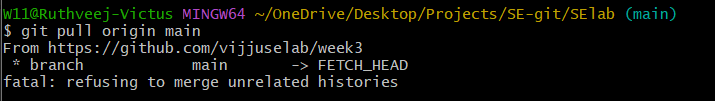 W11@Ruthveej-Victus MINGW64 ~/OneDrive/Desktop/Projects/SE-git/SElab (main)
$ git pull origin main
From https://github.com/vijjuselab/week3
 * branch            main       -> FETCH_HEAD
fatal: refusing to merge unrelated histories